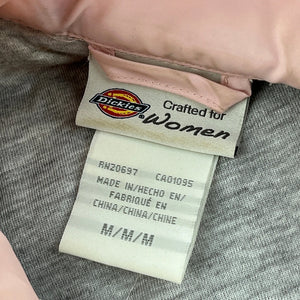 Dickies
Crafted for
Women
RN20697 CA01095
MADE IN/HECHO EN/
FABRIQUÉ EN
CHINA/CHINA/CHINE
M/M/M